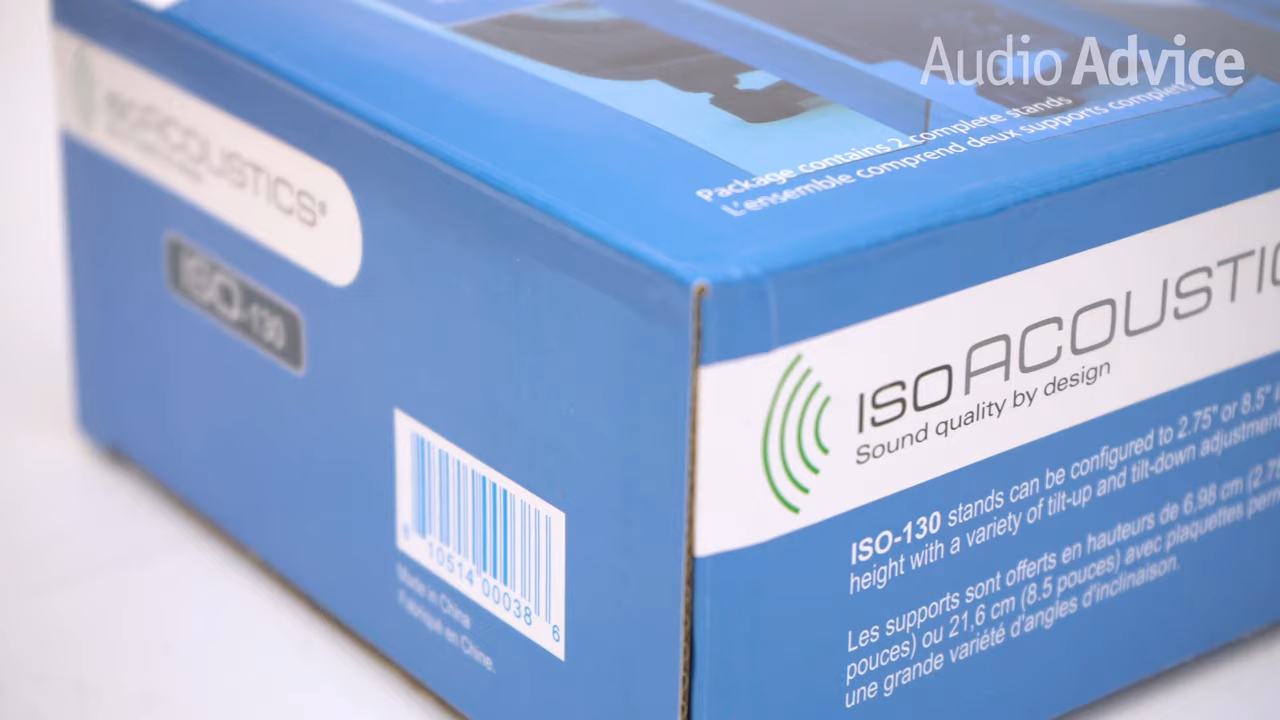 Audio Advice
Package contains 2 complete stands
L'ensemble comprend deux supports complets
ISOACOUSTICS®
ISO-130
10514 00038 6
Made in China
Fabriqué en Chine.
ISOACOUSTIC
Sound quality by design
ISO-130 stands can be configured to 2.75" or 8.5"
height with a variety of tilt-up and tilt-down adjustment
Les supports sont offerts en hauteurs de 6,98 cm (2.75
pouces) ou 21,6 cm (8.5 pouces) avec plaquettes
une grande variété d'angles d'inclinaison.